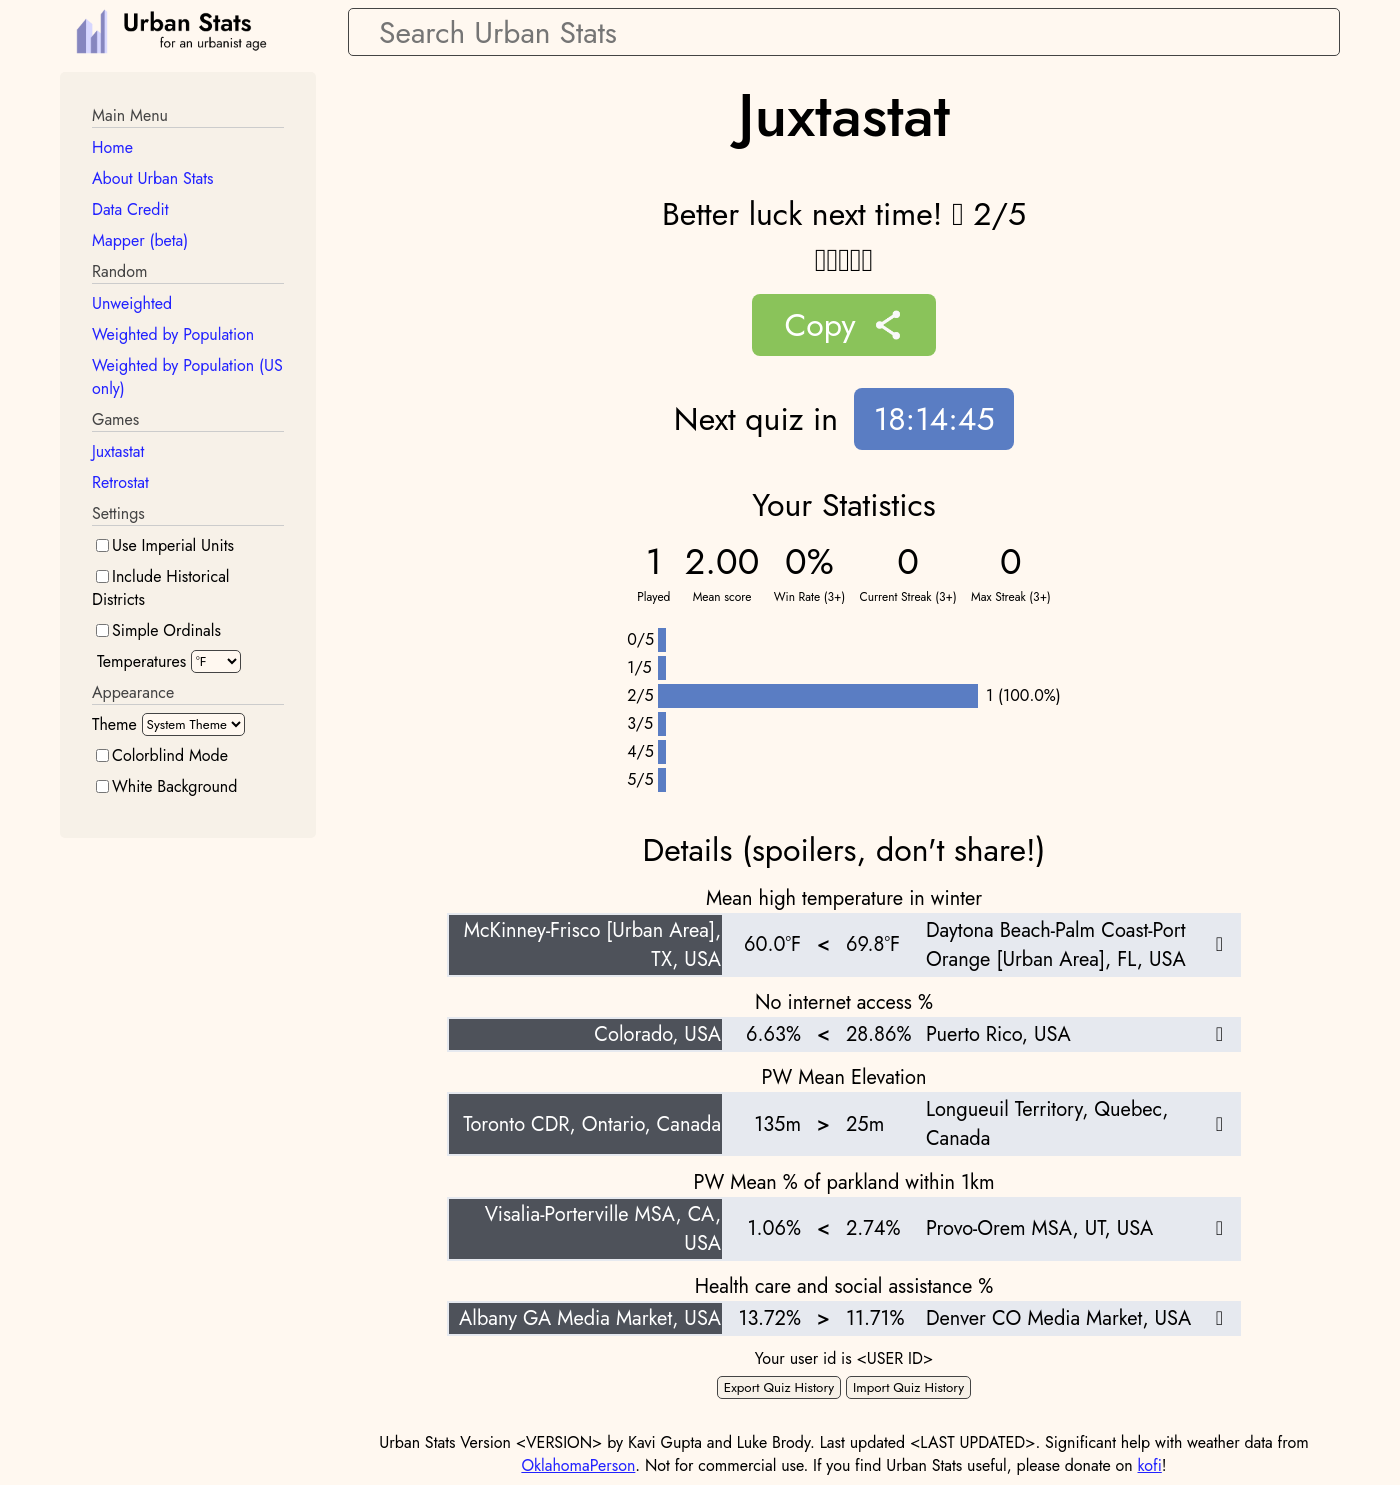 Urban Stats
for an urbanist age
Search Urban Stats
Main Menu
Home
About Urban Stats
Data Credit
Mapper (beta)
Random
Unweighted
Weighted by Population
Weighted by Population (US
only)
Games
Juxtastat
Retrostat
Settings
Use Imperial Units
Include Historical
Districts
Simple Ordinals
Temperatures °F
Appearance
Theme System Theme
Colorblind Mode
White Background
Juxtastat
Better luck next time! 2/5
Copy
Next quiz in 18:14:45
Your Statistics
1 2.00 0% 0 0
Played Mean score Win Rate (3+) Current Streak (3+) Max Streak (3+)
0/5
1/5
2/5 1 (100.0%)
3/5
4/5
5/5
Details (spoilers, don't share!)
Mean high temperature in winter
McKinney-Frisco [Urban Area],
TX, USA
60.0°F < 69.8°F
Daytona Beach-Palm Coast-Port
Orange [Urban Area], FL, USA
No internet access %
Colorado, USA 6.63% < 28.86% Puerto Rico, USA
PW Mean Elevation
Toronto CDR, Ontario, Canada 135m > 25m
Longueuil Territory, Quebec,
Canada
PW Mean % of parkland within 1km
Visalia-Porterville MSA, CA,
USA
1.06% < 2.74% Provo-Orem MSA, UT, USA
Health care and social assistance %
Albany GA Media Market, USA 13.72% > 11.71% Denver CO Media Market, USA
Your user id is <USER ID>
Export Quiz History Import Quiz History
Urban Stats Version <VERSION> by Kavi Gupta and Luke Brody. Last updated <LAST UPDATED>. Significant help with weather data from
OklahomaPerson. Not for commercial use. If you find Urban Stats useful, please donate on kofi!